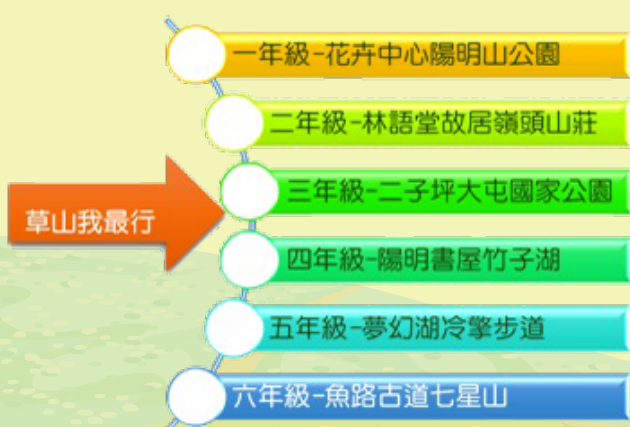 一年級-花卉中心陽明山公園
二年級-林語堂故居嶺頭山莊
三年級-二子坪大屯國家公園
草山我最行
四年級-陽明書屋竹子湖
五年級-夢幻湖冷擎步道
六年級-魚路古道七星山